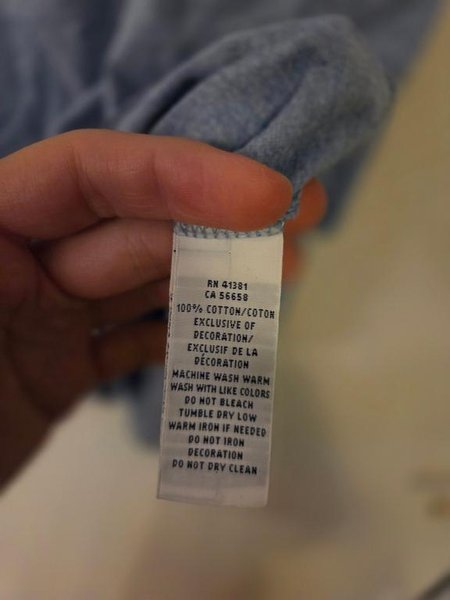 RN 41381
CA 56658
100% COTTON/COTON
EXCLUSIVE OF
DECORATION/
EXCLUSIF DE LA
DÉCORATION
MACHINE WASH WARM
WASH WITH LIKE COLORS
DO NOT BLEACH
TUMBLE DRY LOW
WARM IRON IF NEEDED
DO NOT IRON
DECORATION
DO NOT DRY CLEAN